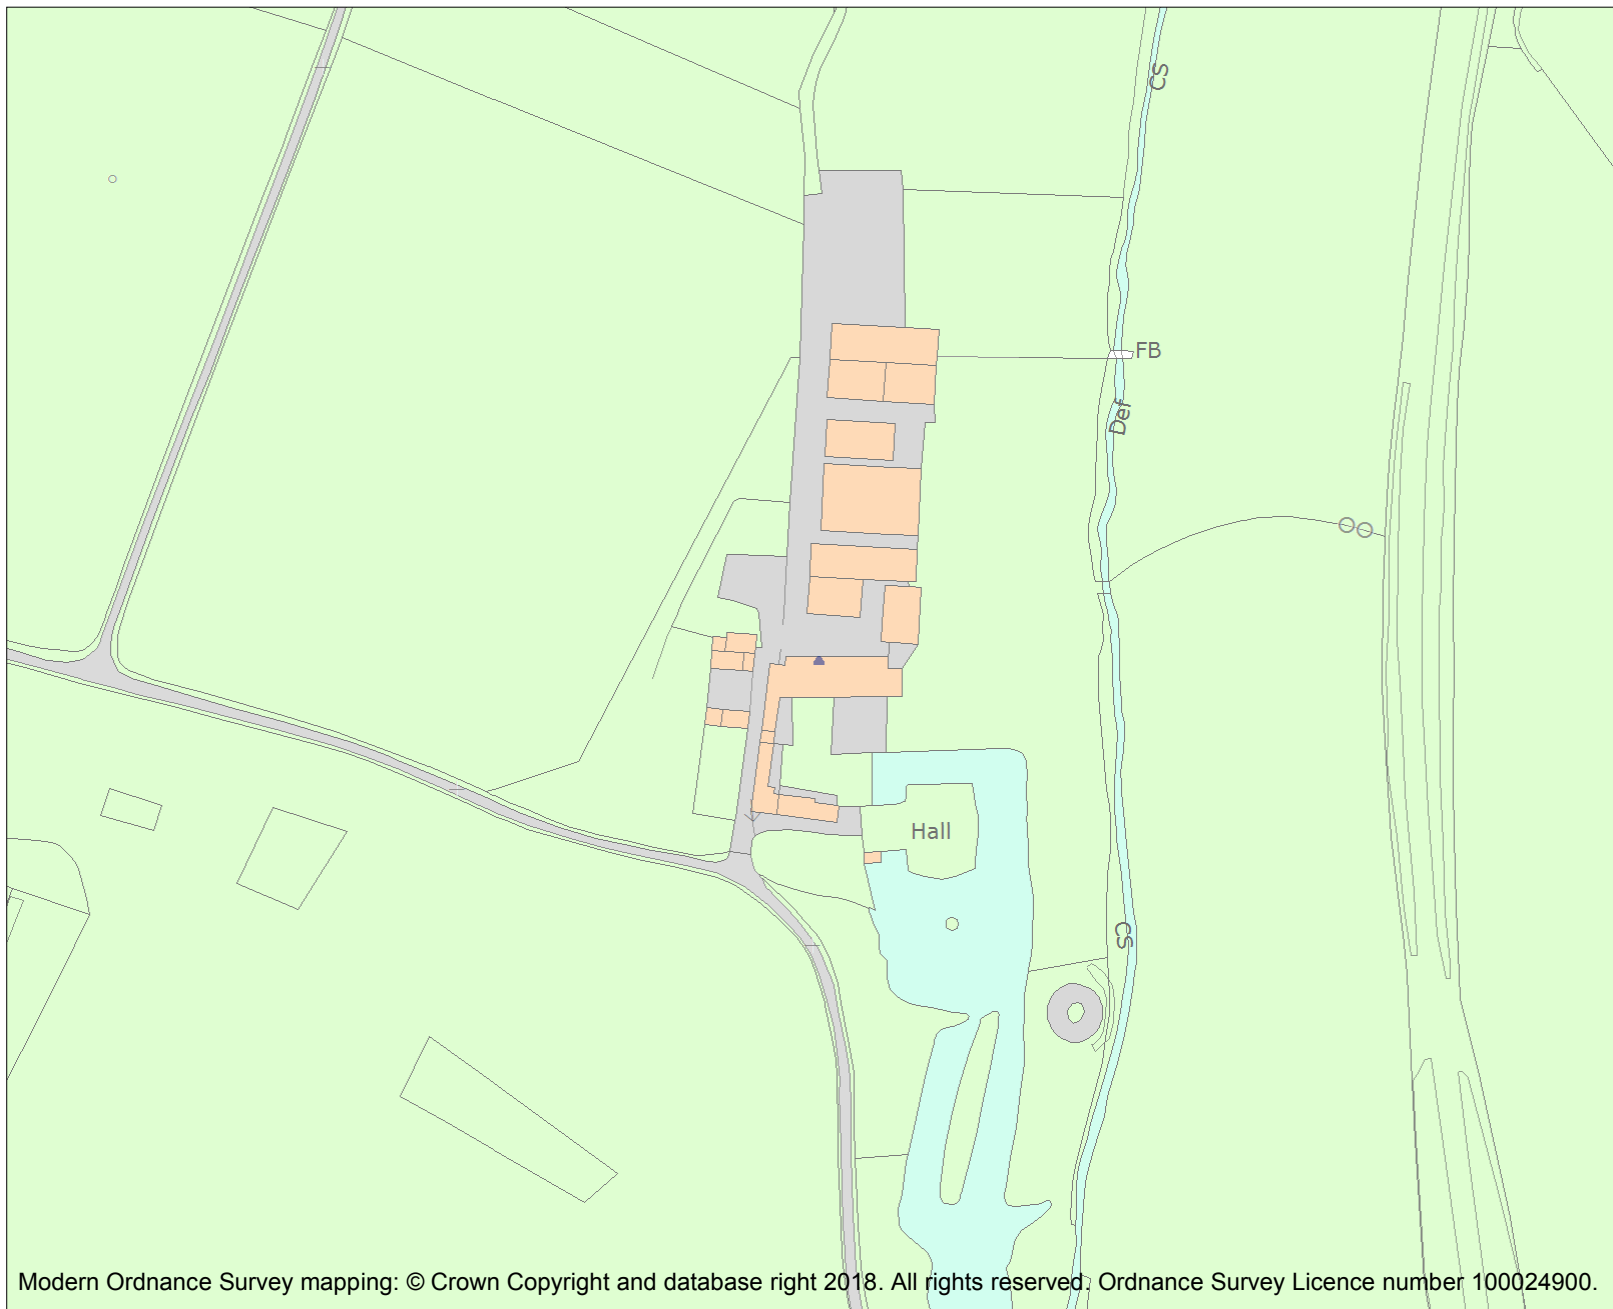 CS
FB
Def
Hall
CS
Modern Ordnance Survey mapping: © Crown Copyright and database right 2018. All rights reserved. Ordnance Survey Licence number 100024900.